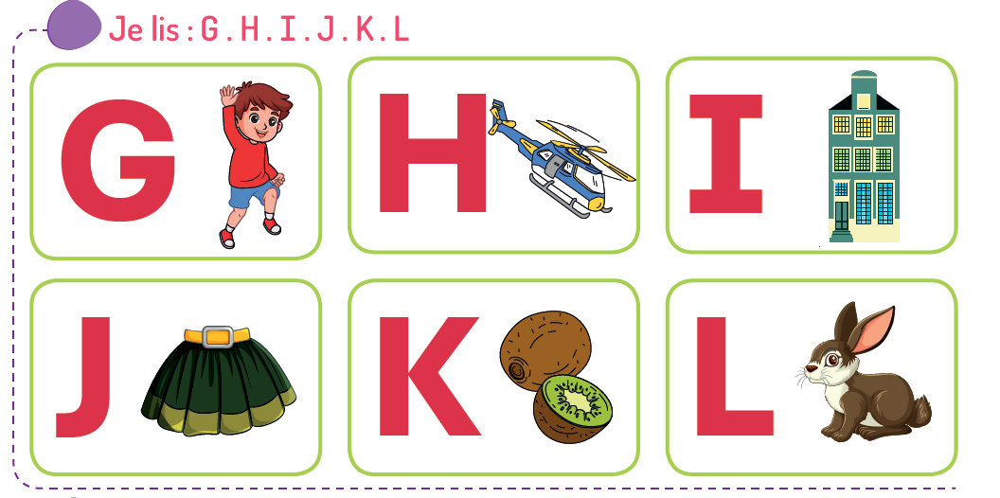 Je lis : G . H . I . J . K . L
G
H
I
J
K
L